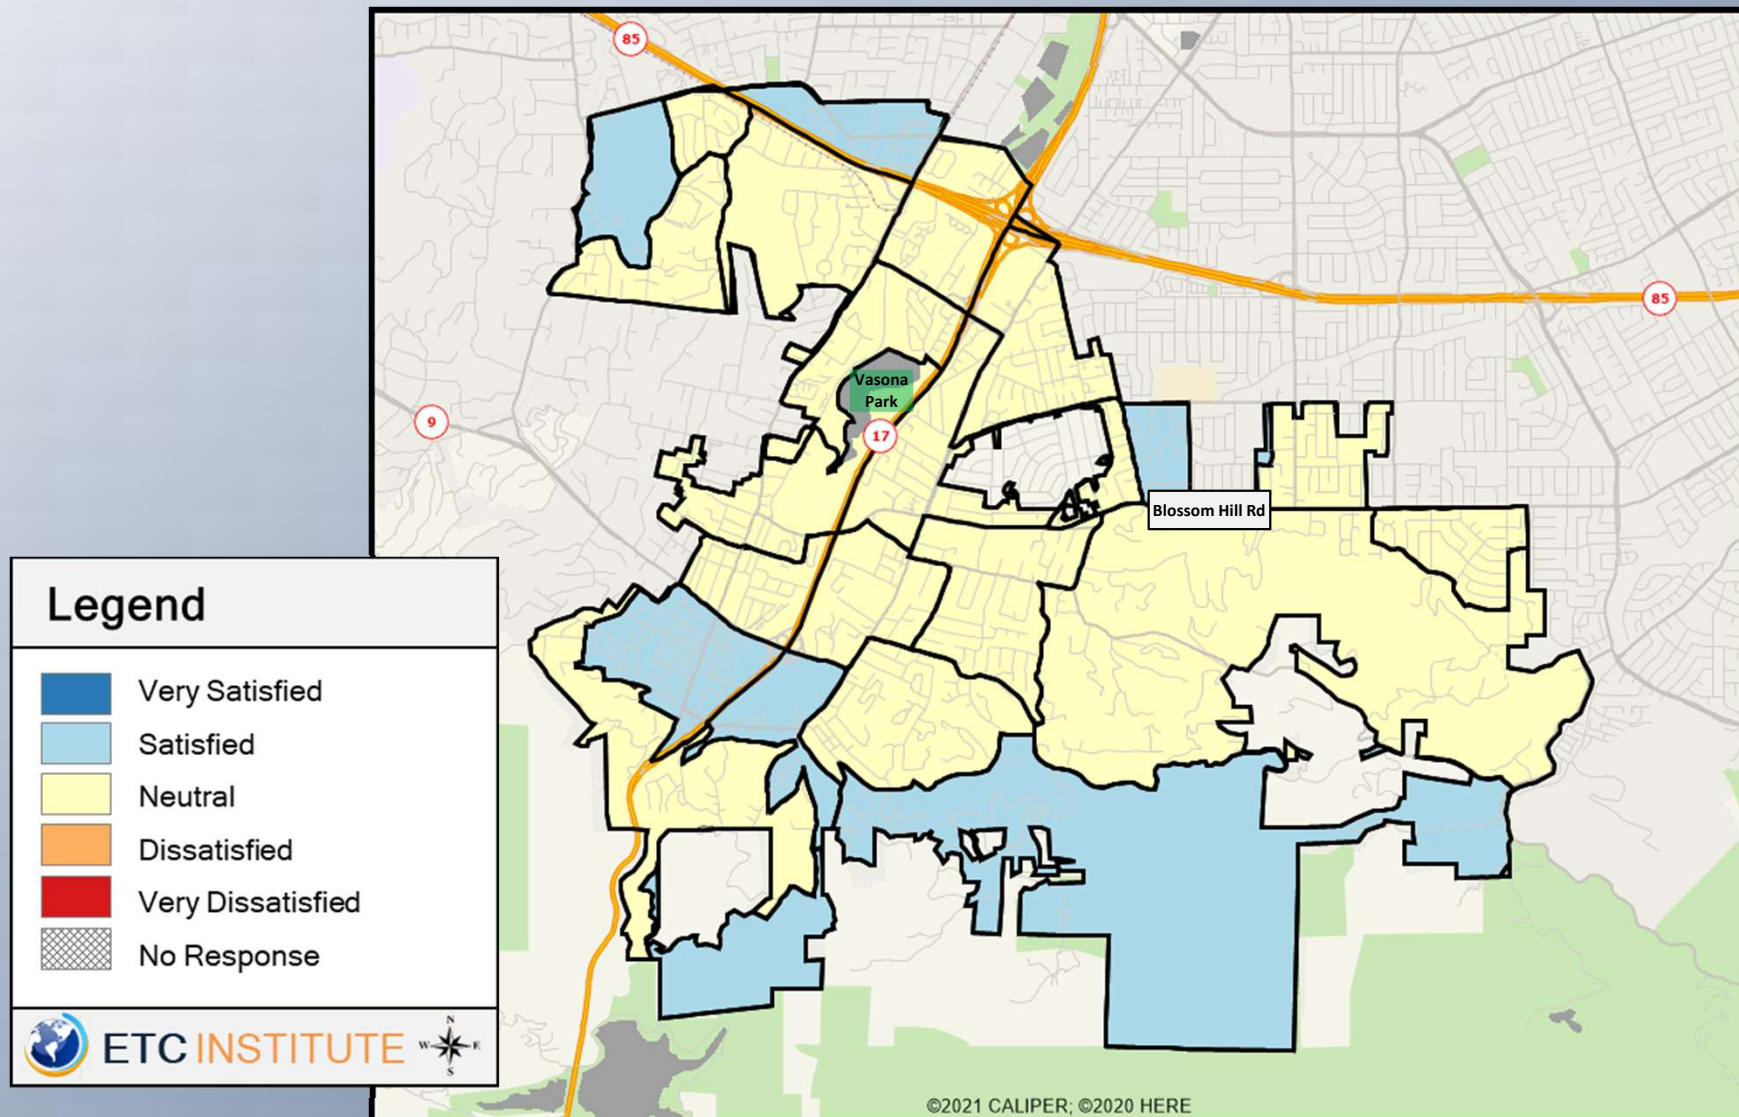 85
85
Vasona
Park
9
17
Blossom Hill Rd
Legend
Very Satisfied
Satisfied
Neutral
Dissatisfied
Very Dissatisfied
No Response
ETC INSTITUTE
N
W E
S
©2021 CALIPER; ©2020 HERE